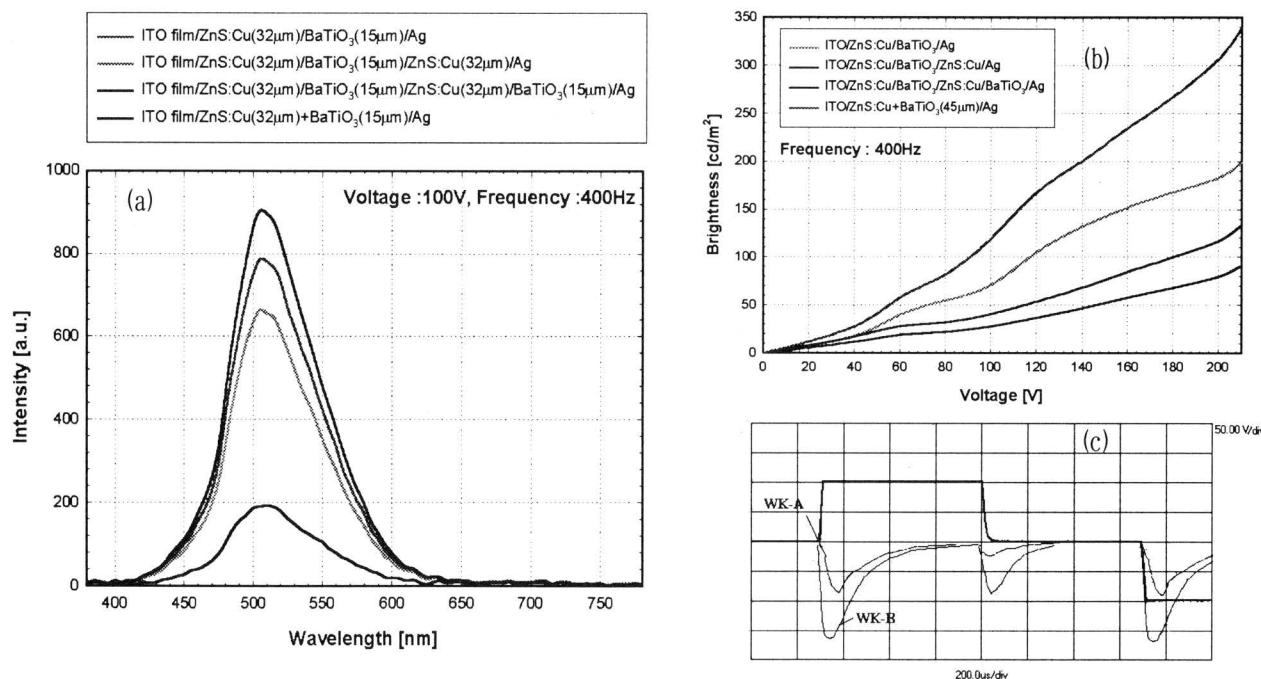 ITO film/ZnS:Cu(32μm)/BaTiO₃(15μm)/Ag
ITO film/ZnS:Cu(32μm)/BaTiO₃(15μm)/ZnS:Cu(32μm)/Ag
ITO film/ZnS:Cu(32μm)/BaTiO₃(15μm)/ZnS:Cu(32μm)/BaTiO₃(15μm)/Ag
ITO film/ZnS:Cu(32μm)+BaTiO₃(15μm)/Ag
(a)
Voltage :100V, Frequency :400Hz
Intensity [a.u.]
1000
800
600
400
200
0
400 450 500 550 600 650 700 750
Wavelength [nm]
(b)
ITO/ZnS:Cu/BaTiO₃/Ag
ITO/ZnS:Cu/BaTiO₃/ZnS:Cu/Ag
ITO/ZnS:Cu/BaTiO₃/ZnS:Cu/BaTiO₃/Ag
ITO/ZnS:Cu+BaTiO₃(45μm)/Ag
Frequency : 400Hz
Brightness [cd/m²]
350
300
250
200
150
100
50
0
0 20 40 60 80 100 120 140 160 180 200
Voltage [V]
(c)
50.00 V/div
WK-A
WK-B
200.0us/div